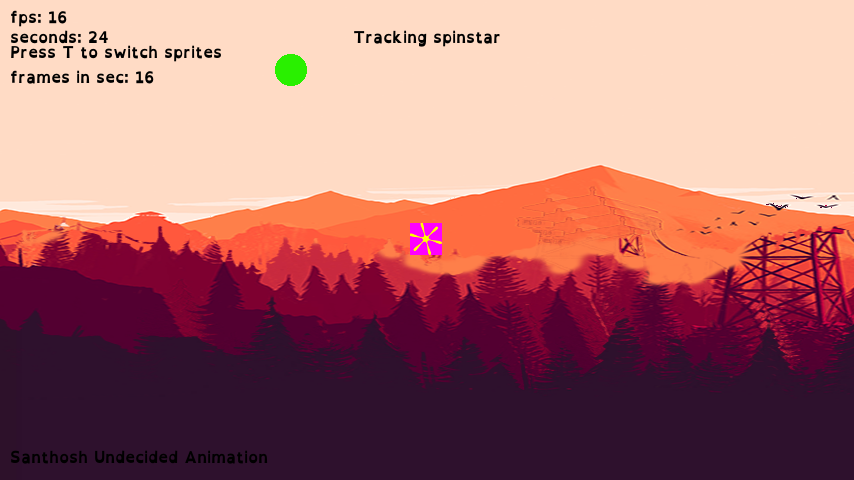 fps: 16
seconds: 24
Tracking spinstar
Press T to switch sprites
frames in sec: 16
Santhosh Undecided Animation